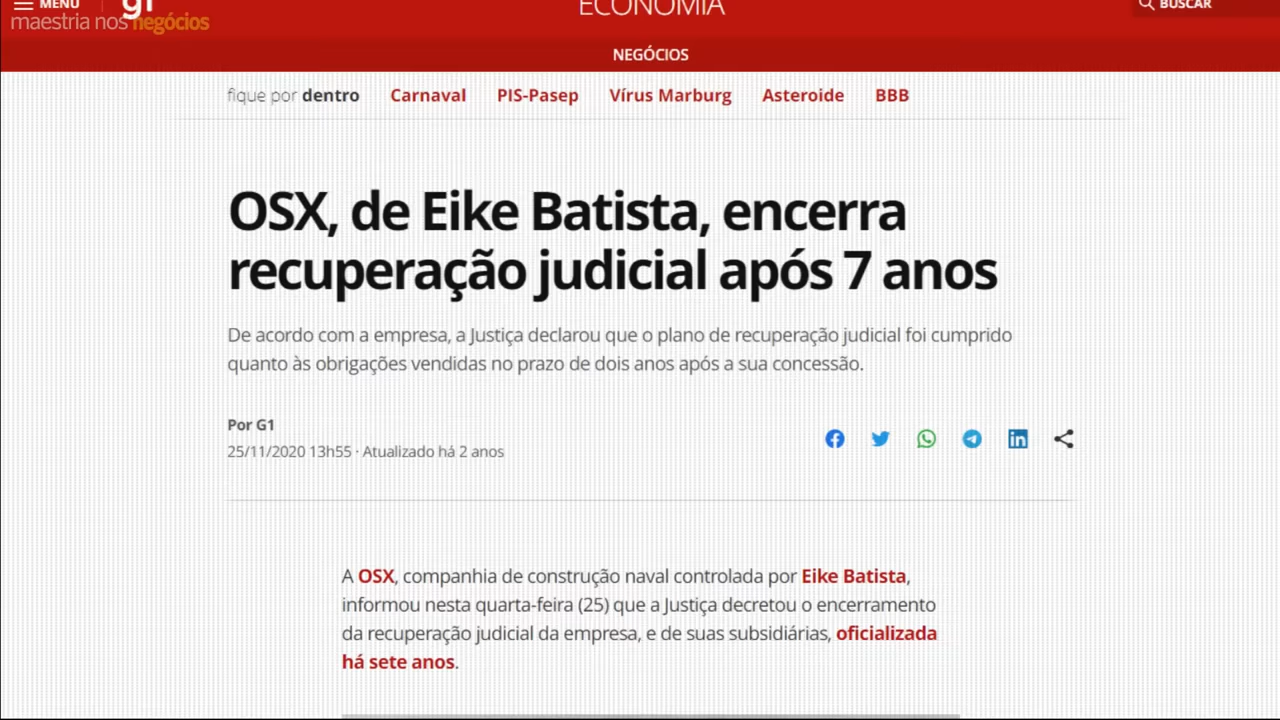 MENU g1 ECONOMIA BUSCAR
maestria nos negócios
NEGÓCIOS
fique por dentro Carnaval PIS-Pasep Vírus Marburg Asteroide BBB
OSX, de Eike Batista, encerra
recuperação judicial após 7 anos
De acordo com a empresa, a Justiça declarou que o plano de recuperação judicial foi cumprido
quanto às obrigações vendidas no prazo de dois anos após a sua concessão.
Por G1
25/11/2020 13h55 · Atualizado há 2 anos
A OSX, companhia de construção naval controlada por Eike Batista,
informou nesta quarta-feira (25) que a Justiça decretou o encerramento
da recuperação judicial da empresa, e de suas subsidiárias, oficializada
há sete anos.